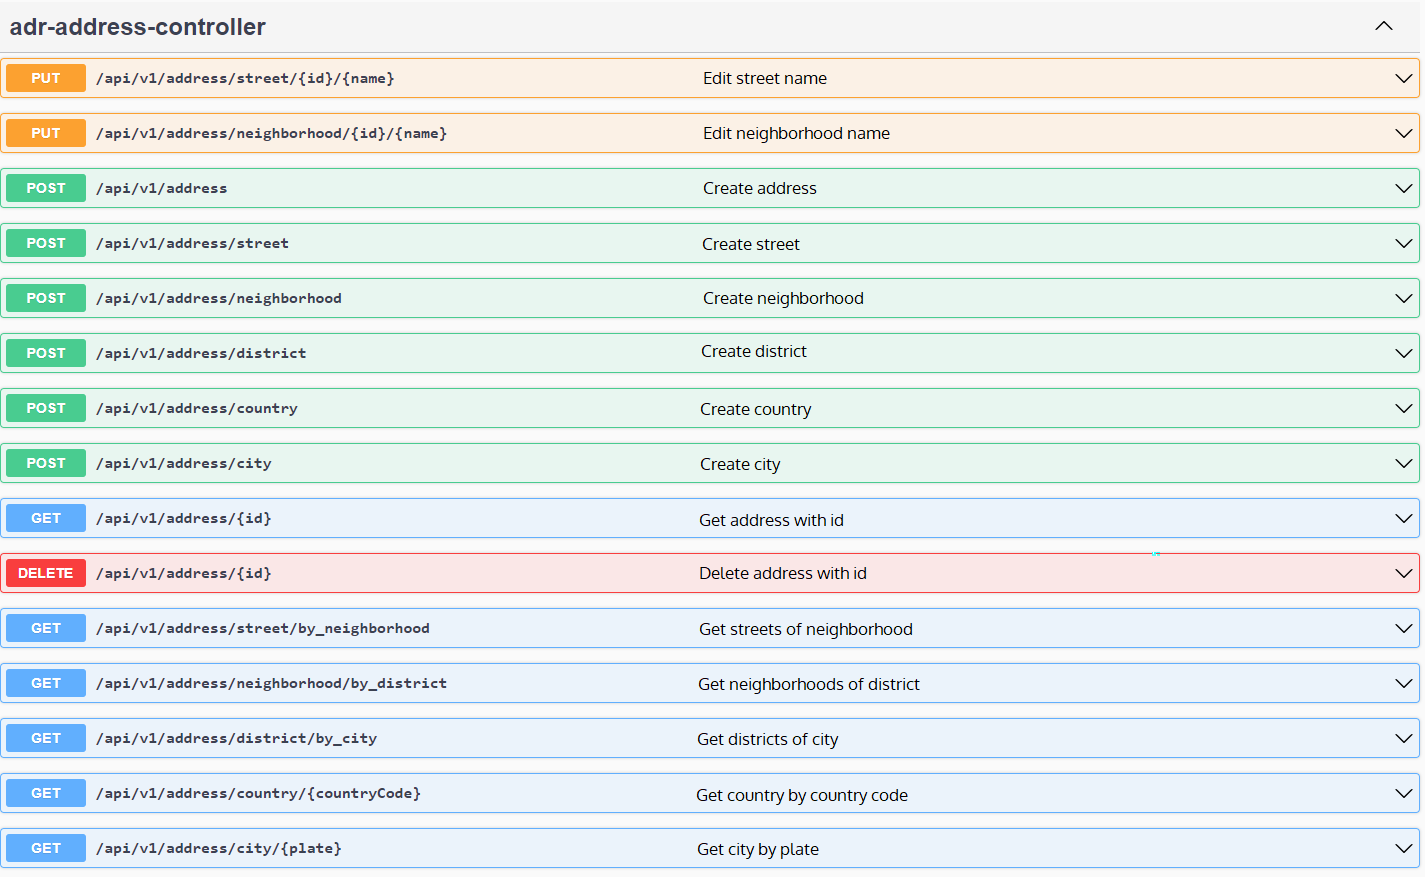 adr-address-controller
PUT /api/v1/address/street/{id}/{name} Edit street name
PUT /api/v1/address/neighborhood/{id}/{name} Edit neighborhood name
POST /api/v1/address Create address
POST /api/v1/address/street Create street
POST /api/v1/address/neighborhood Create neighborhood
POST /api/v1/address/district Create district
POST /api/v1/address/country Create country
POST /api/v1/address/city Create city
GET /api/v1/address/{id} Get address with id
DELETE /api/v1/address/{id} Delete address with id
GET /api/v1/address/street/by_neighborhood Get streets of neighborhood
GET /api/v1/address/neighborhood/by_district Get neighborhoods of district
GET /api/v1/address/district/by_city Get districts of city
GET /api/v1/address/country/{countryCode} Get country by country code
GET /api/v1/address/city/{plate} Get city by plate